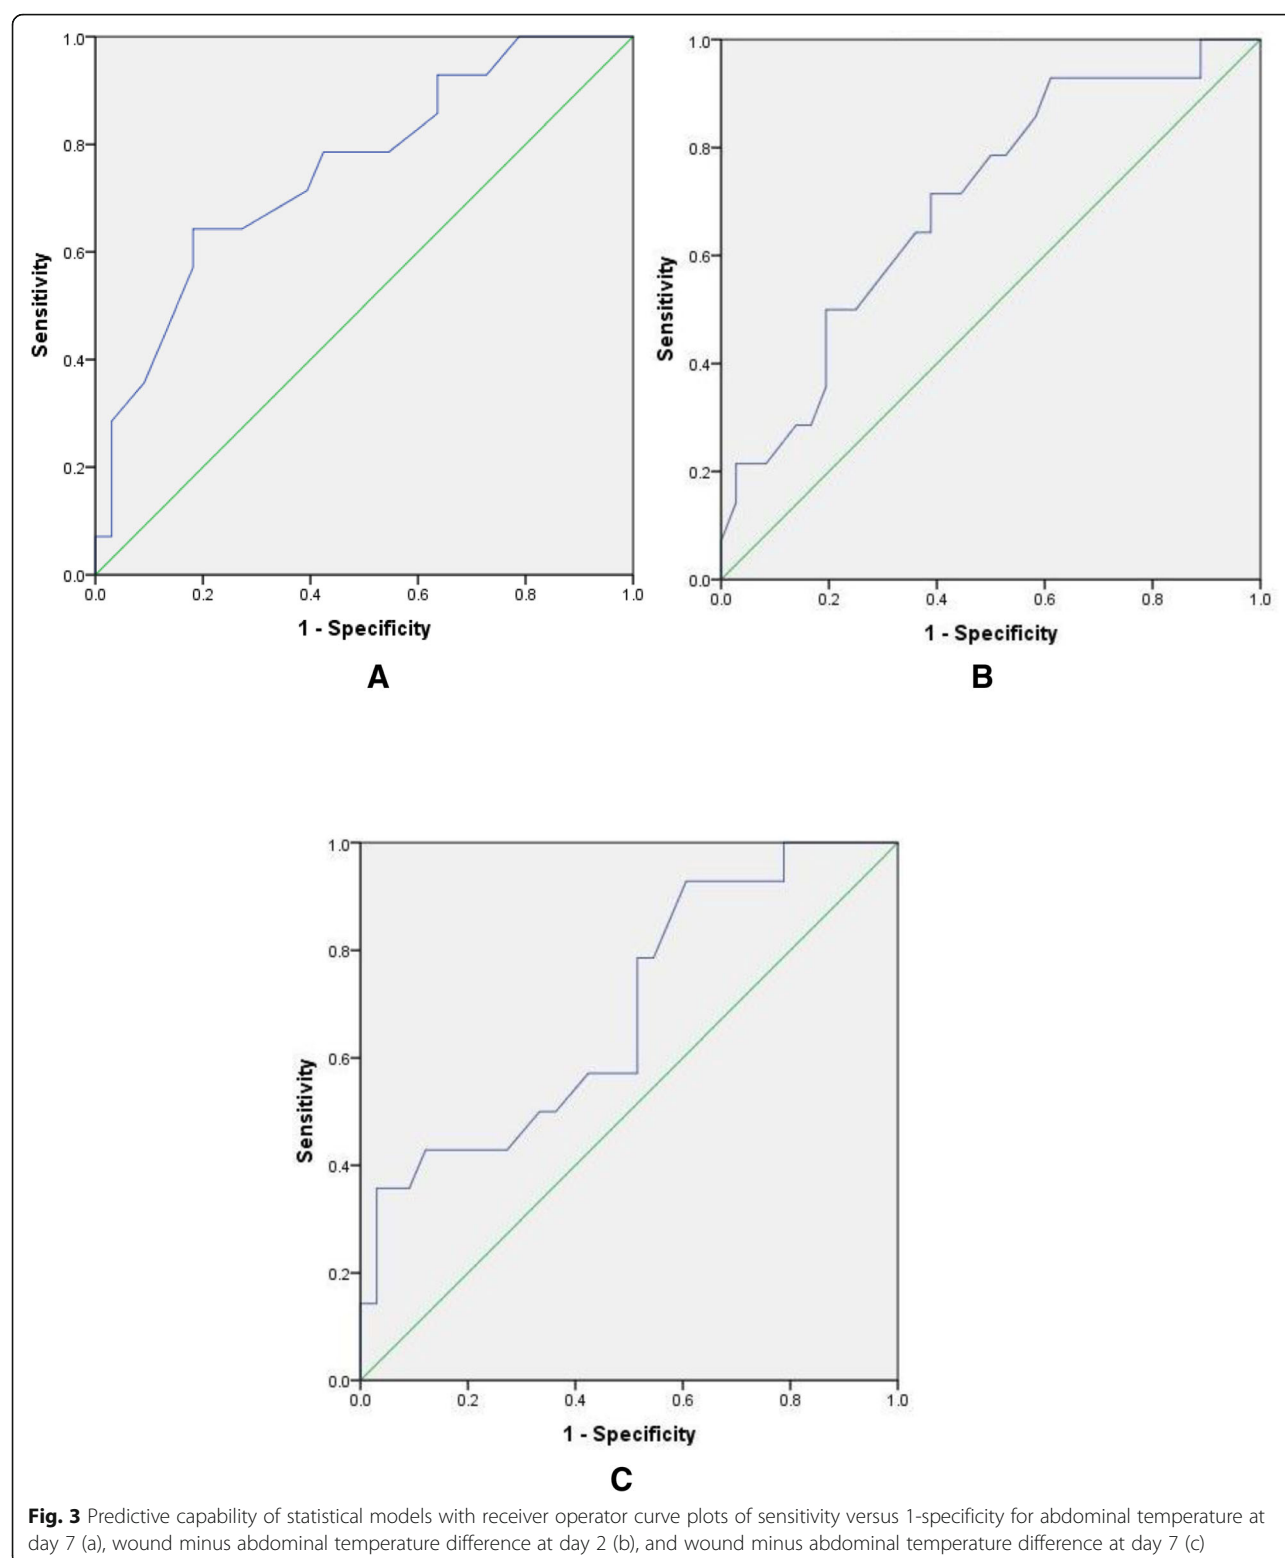 1.0
0.8
0.6
0.4
0.2
0.0
Sensitivity
0.0 0.2 0.4 0.6 0.8 1.0
1 - Specificity
A
1.0
0.8
0.6
0.4
0.2
0.0
Sensitivity
0.0 0.2 0.4 0.6 0.8 1.0
1 - Specificity
B
1.0
0.8
0.6
0.4
0.2
0.0
Sensitivity
0.0 0.2 0.4 0.6 0.8 1.0
1 - Specificity
C
Fig. 3 Predictive capability of statistical models with receiver operator curve plots of sensitivity versus 1-specificity for abdominal temperature at
day 7 (a), wound minus abdominal temperature difference at day 2 (b), and wound minus abdominal temperature difference at day 7 (c)